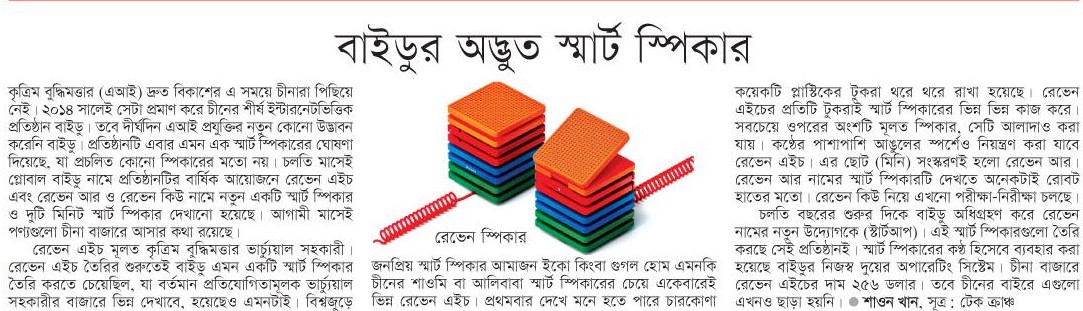 বাইডুর অদ্ভুত স্মার্ট স্পিকার
কৃত্রিম বুদ্ধিমত্তার (এআই) দ্রুত বিকাশের এ সময়ে চীনারা পিছিয়ে
নেই। ২০১৪ সালেই সেটা প্রমাণ করে চীনের শীর্ষ ইন্টারনেটভিত্তিক
প্রতিষ্ঠান বাইডু। তবে দীর্ঘদিন এআই প্রযুক্তির নতুন কোনো উদ্ভাবন
করেনি বাইডু। প্রতিষ্ঠানটি এবার এমন এক স্মার্ট স্পিকারের ঘোষণা
দিয়েছে, যা প্রচলিত কোনো স্পিকারের মতো নয়। চলতি মাসেই
গ্লোবাল বাইডু নামে প্রতিষ্ঠানটির বার্ষিক আয়োজনে রেভেন এইচ
এবং রেভেন আর ও রেভেন কিউ নামে নতুন একটি স্মার্ট স্পিকার
ও দুটি মিনিট স্মার্ট স্পিকার দেখানো হয়েছে। আগামী মাসেই
পণ্যগুলো চীনা বাজারে আসার কথা রয়েছে।
রেভেন এইচ মূলত কৃত্রিম বুদ্ধিমত্তার ভার্চ্যুয়াল সহকারী।
রেভেন এইচ তৈরির শুরুতেই বাইডু এমন একটি স্মার্ট স্পিকার
তৈরি করতে চেয়েছিল, যা বর্তমান প্রতিযোগিতামূলক ভার্চ্যুয়াল
সহকারীর বাজারে ভিন্ন দেখাবে, হয়েছেও এমনটাই। বিশ্বজুড়ে
রেভেন স্পিকার
জনপ্রিয় স্মার্ট স্পিকার আমাজন ইকো কিংবা গুগল হোম এমনকি
চীনের শাওমি বা আলিবাবা স্মার্ট স্পিকারের চেয়ে একেবারেই
ভিন্ন রেভেন এইচ। প্রথমবার দেখে মনে হতে পারে চারকোণা
কয়েকটি প্লাস্টিকের টুকরা থরে থরে রাখা হয়েছে। রেভেন
এইচের প্রতিটি টুকরাই স্মার্ট স্পিকারের ভিন্ন ভিন্ন কাজ করে।
সবচেয়ে ওপরের অংশটি মূলত স্পিকার, সেটি আলাদাও করা
যায়। কণ্ঠের পাশাপাশি আঙুলের স্পর্শেও নিয়ন্ত্রণ করা যাবে
রেভেন এইচ। এর ছোট (মিনি) সংস্করণই হলো রেভেন আর।
রেভেন আর নামের স্মার্ট স্পিকারটি দেখতে অনেকটাই রোবট
হাতের মতো। রেভেন কিউ নিয়ে এখনো পরীক্ষা-নিরীক্ষা চলছে।
চলতি বছরের শুরুর দিকে বাইডু অধিগ্রহণ করে রেভেন
নামের নতুন উদ্যোগকে (স্টার্টআপ)। এই স্মার্ট স্পিকারগুলো তৈরি
করছে সেই প্রতিষ্ঠানই। স্মার্ট স্পিকারের কণ্ঠ হিসেবে ব্যবহার করা
হয়েছে বাইডুর নিজস্ব দুয়ের অপারেটিং সিস্টেম। চীনা বাজারে
রেভেন এইচের দাম ২৫৬ ডলার। তবে চীনের বাইরে এগুলো
এখনও ছাড়া হয়নি। ● শাওন খান, সূত্র : টেক ক্রাঞ্চ